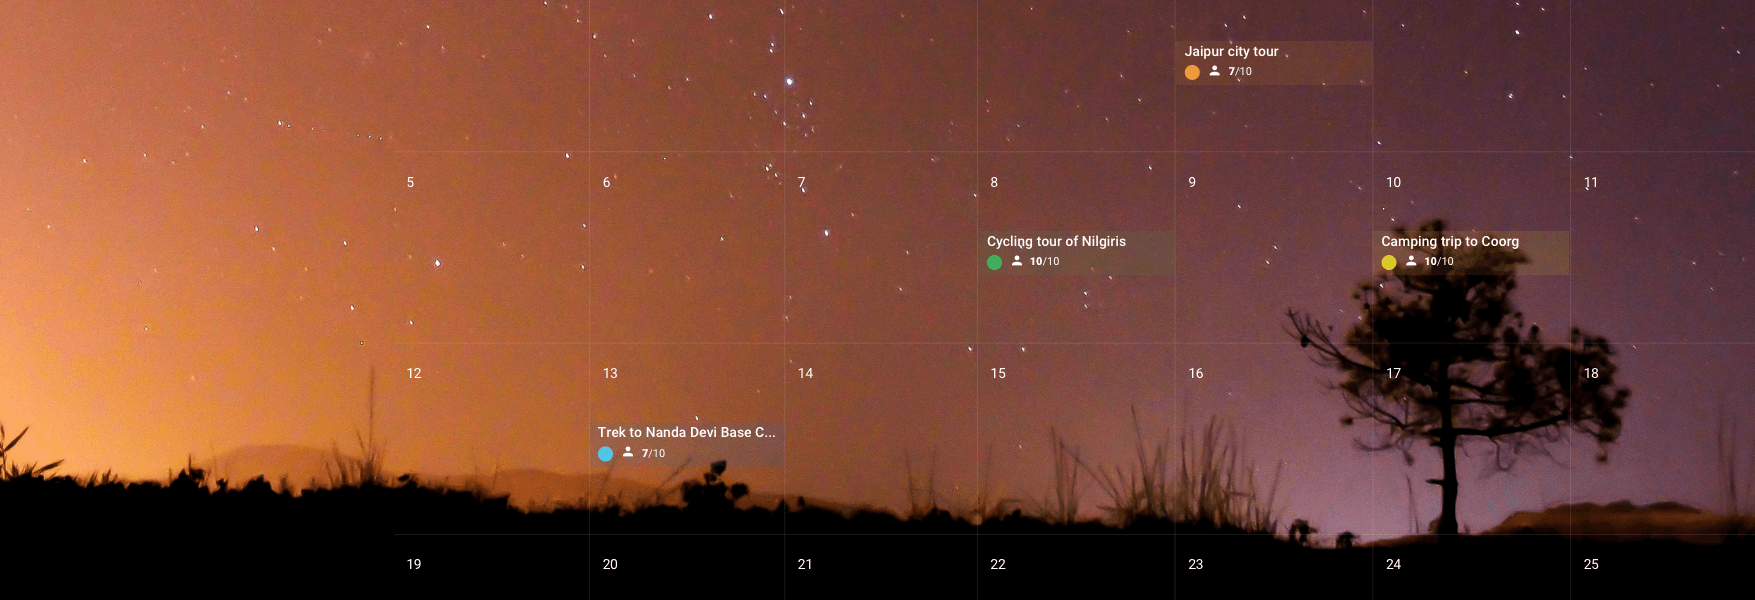 Jaipur city tour
7/10
5 6 7 8 9 10 11
Cycling tour of Nilgiris Camping trip to Coorg
10/10 10/10
12 13 14 15 16 17 18
Trek to Nanda Devi Base C...
7/10
19 20 21 22 23 24 25